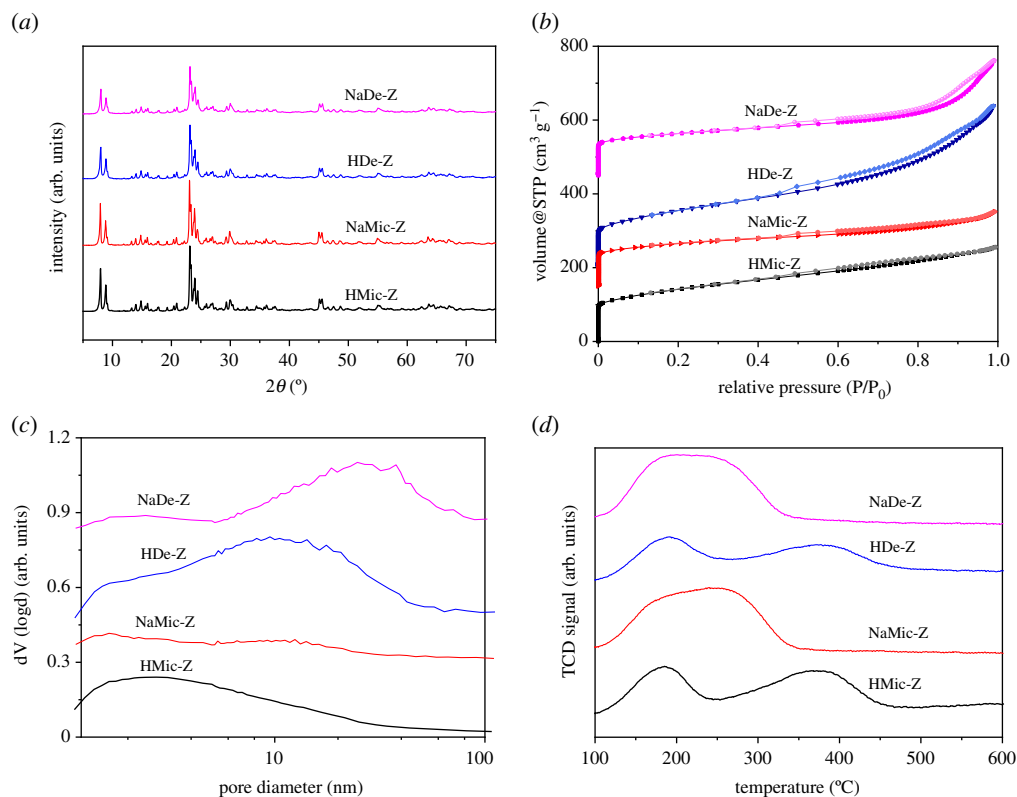 (a)
intensity (arb. units)
NaDe-Z
HDe-Z
NaMic-Z
HMic-Z
10 20 30 40 50 60 70
2θ (º)
(b)
volume@STP (cm³ g⁻¹)
800
600
400
200
0
NaDe-Z
HDe-Z
NaMic-Z
HMic-Z
0 0.2 0.4 0.6 0.8 1.0
relative pressure (P/P₀)
(c)
dV (logd) (arb. units)
1.2
0.9
0.6
0.3
0
NaDe-Z
HDe-Z
NaMic-Z
HMic-Z
10 100
pore diameter (nm)
(d)
TCD signal (arb. units)
NaDe-Z
HDe-Z
NaMic-Z
HMic-Z
100 200 300 400 500 600
temperature (ºC)